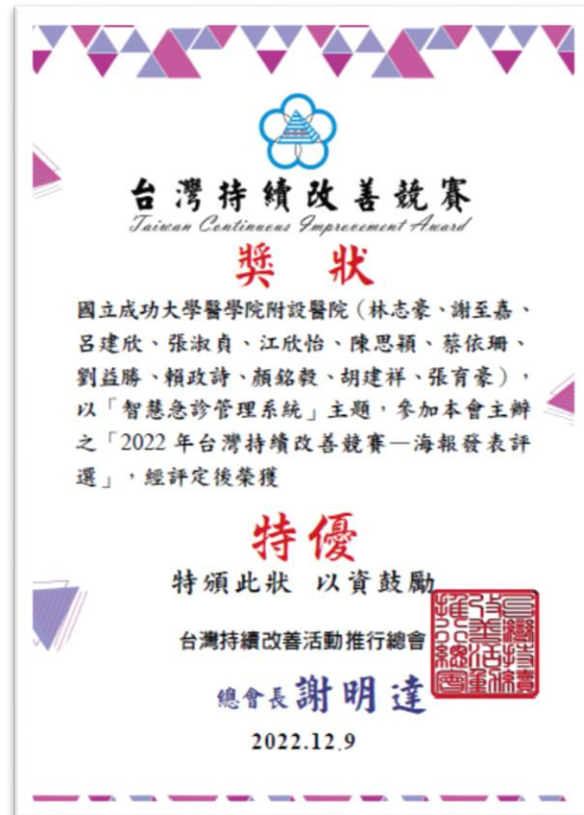 台灣持續改善競賽
Taiwan Continuous Improvement Award
獎 狀
國立成功大學醫學院附設醫院（林志豪、謝至嘉、
呂建欣、張淑貞、江欣怡、陳思穎、蔡依珊、
劉益勝、賴政詩、顏銘毅、胡建祥、張育豪），
以「智慧急診管理系統」主題，參加本會主辦
之「2022 年台灣持續改善競賽—海報發表評
選」，經評定後榮獲
特優
特頒此狀 以資鼓勵
台灣持續改善活動推行總會
總會長 謝明達
2022.12.9